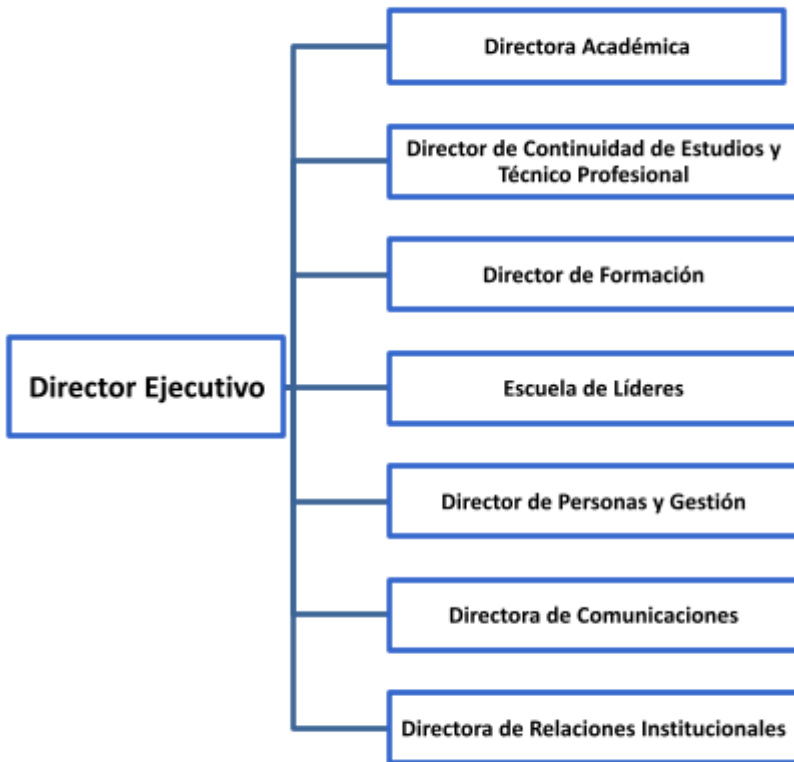 Directora Académica
Director de Continuidad de Estudios y
Técnico Profesional
Director de Formación
Director Ejecutivo
Escuela de Líderes
Director de Personas y Gestión
Directora de Comunicaciones
Directora de Relaciones Institucionales